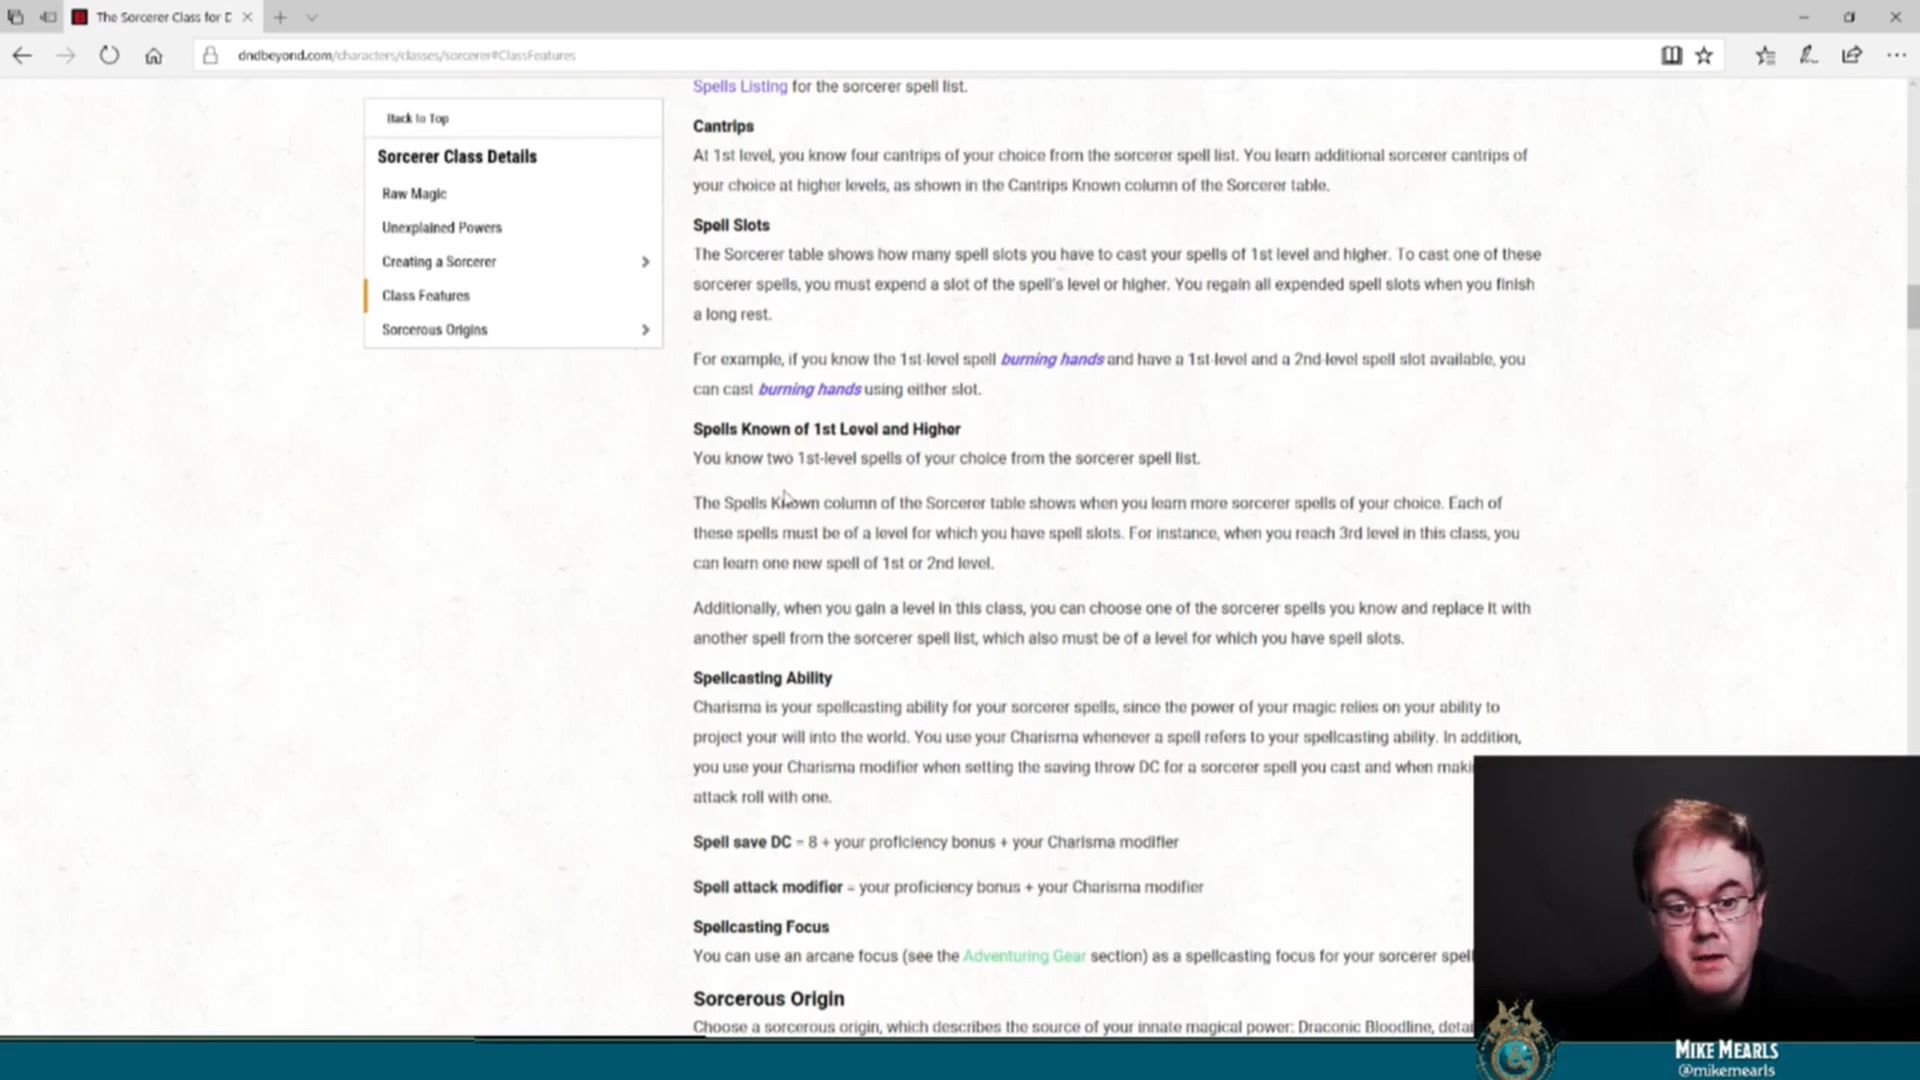 The Sorcerer Class for D
dndbeyond.com/characters/classes/sorcerer#ClassFeatures
Back to Top
Sorcerer Class Details
Raw Magic
Unexplained Powers
Creating a Sorcerer
Class Features
Sorcerous Origins
Spells Listing for the sorcerer spell list.
Cantrips
At 1st level, you know four cantrips of your choice from the sorcerer spell list. You learn additional sorcerer cantrips of
your choice at higher levels, as shown in the Cantrips Known column of the Sorcerer table.
Spell Slots
The Sorcerer table shows how many spell slots you have to cast your spells of 1st level and higher. To cast one of these
sorcerer spells, you must expend a slot of the spell's level or higher. You regain all expended spell slots when you finish
a long rest.
For example, if you know the 1st-level spell burning hands and have a 1st-level and a 2nd-level spell slot available, you
can cast burning hands using either slot.
Spells Known of 1st Level and Higher
You know two 1st-level spells of your choice from the sorcerer spell list.
The Spells Known column of the Sorcerer table shows when you learn more sorcerer spells of your choice. Each of
these spells must be of a level for which you have spell slots. For instance, when you reach 3rd level in this class, you
can learn one new spell of 1st or 2nd level.
Additionally, when you gain a level in this class, you can choose one of the sorcerer spells you know and replace it with
another spell from the sorcerer spell list, which also must be of a level for which you have spell slots.
Spellcasting Ability
Charisma is your spellcasting ability for your sorcerer spells, since the power of your magic relies on your ability to
project your will into the world. You use your Charisma whenever a spell refers to your spellcasting ability. In addition,
you use your Charisma modifier when setting the saving throw DC for a sorcerer spell you cast and when maki
attack roll with one.
Spell save DC = 8 + your proficiency bonus + your Charisma modifier
Spell attack modifier = your proficiency bonus + your Charisma modifier
Spellcasting Focus
You can use an arcane focus (see the Adventuring Gear section) as a spellcasting focus for your sorcerer spell
Sorcerous Origin
Choose a sorcerous origin, which describes the source of your innate magical power: Draconic Bloodline, detai
MIKE MEARLS
@mikemearls